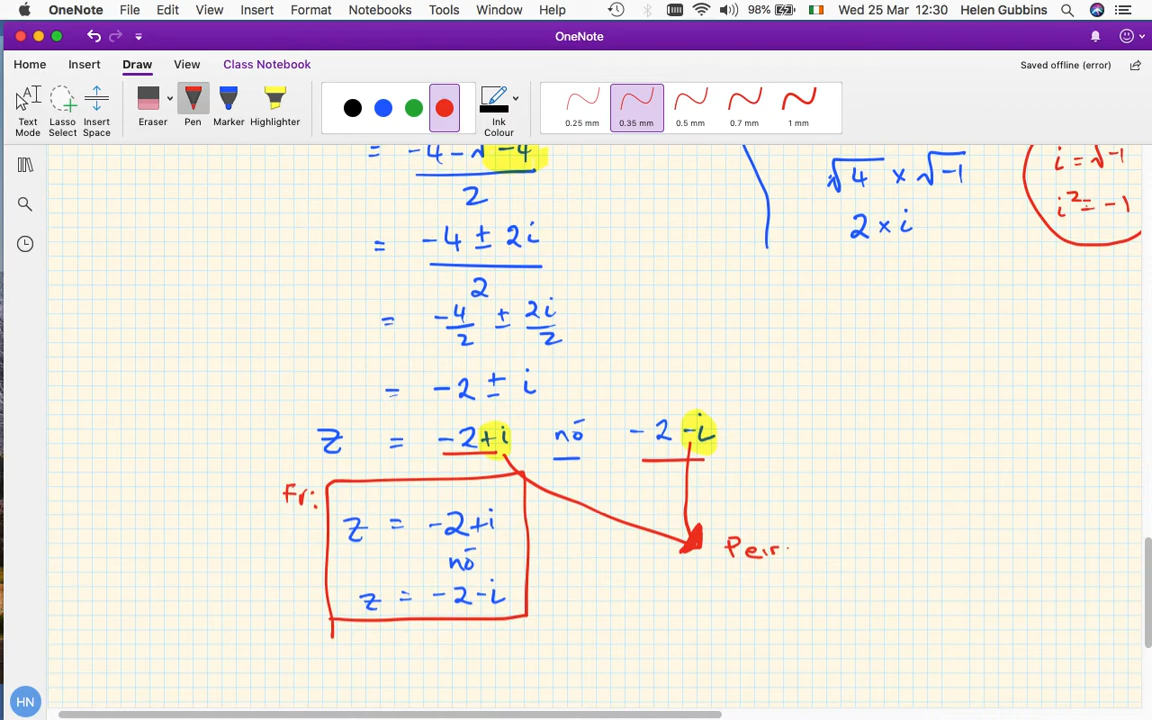 OneNote File Edit View Insert Format Notebooks Tools Window Help 98% Wed 25 Mar 12:30 Helen Gubbins
OneNote
Home Insert Draw View Class Notebook Saved offline (error)
Text Mode
Lasso Select
Insert Space
Eraser
Pen
Marker
Highlighter
Ink Colour
0.25 mm
0.35 mm
0.5 mm
0.7 mm
1 mm
= -4 - √-4
2
= -4 ± 2i
2
= -4/2 ± 2i/2
= -2 ± i
z = -2+i nó -2-i
Fr:
z = -2+i
nó
z = -2-i
Peir
√4 × √-1
2 × i
i = √-1
i² = -1
HN